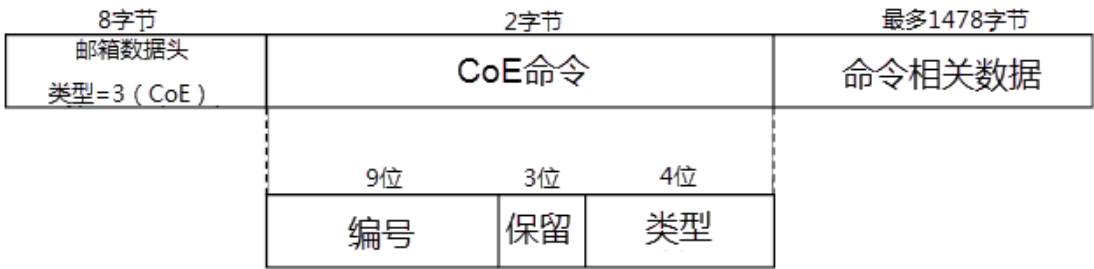 8字节 2字节 最多1478字节
邮箱数据头 CoE命令 命令相关数据
类型=3（CoE）
9位 3位 4位
编号 保留 类型